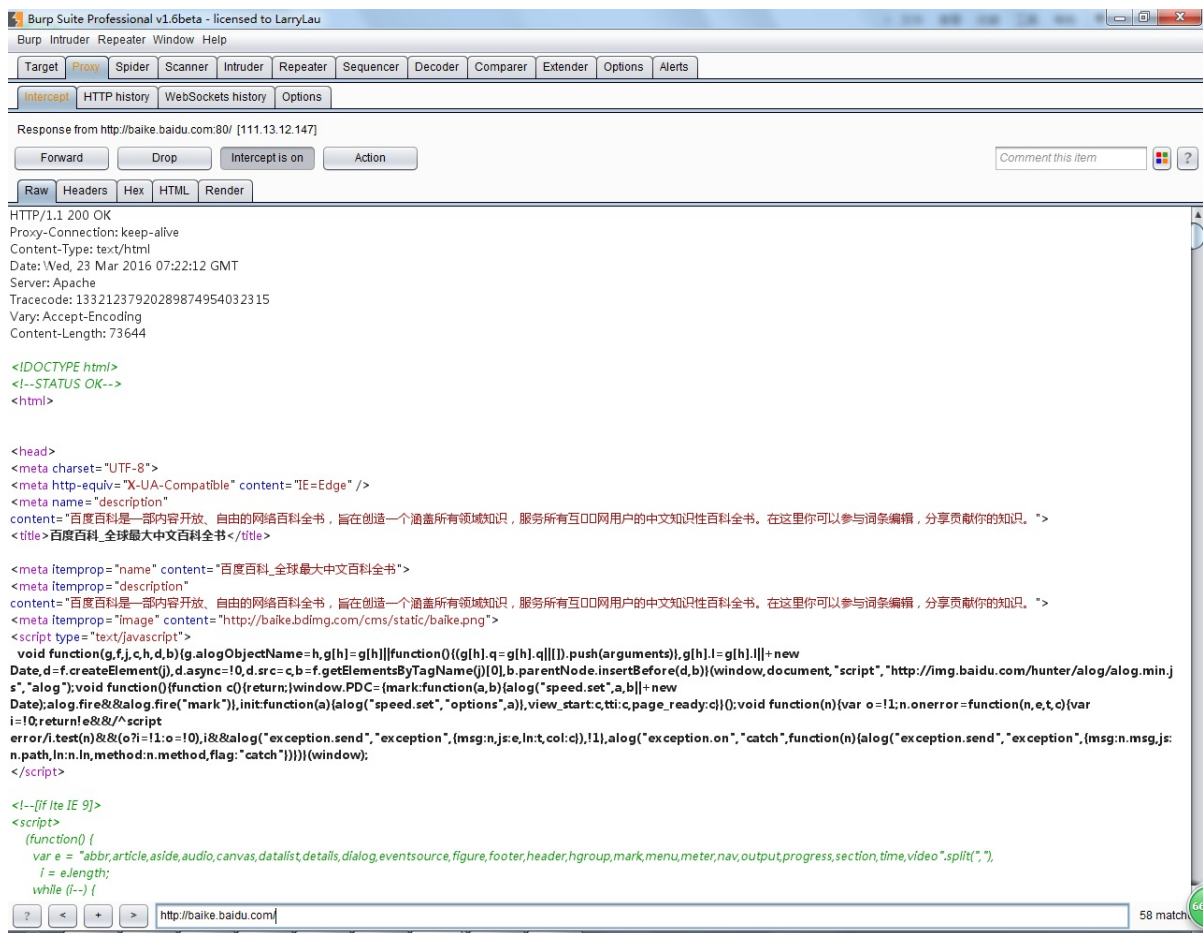 Burp Suite Professional v1.6beta - licensed to LarryLau
Burp Intruder Repeater Window Help
Target Proxy Spider Scanner Intruder Repeater Sequencer Decoder Comparer Extender Options Alerts
Intercept HTTP history WebSockets history Options
Response from http://baike.baidu.com:80/ [111.13.12.147]
Forward Drop Intercept is on Action Comment this item ?
Raw Headers Hex HTML Render
HTTP/1.1 200 OK
Proxy-Connection: keep-alive
Content-Type: text/html
Date: Wed, 23 Mar 2016 07:22:12 GMT
Server: Apache
Tracecode: 13321237920289874954032315
Vary: Accept-Encoding
Content-Length: 73644
<!DOCTYPE html>
<!--STATUS OK-->
<html>
<head>
<meta charset="UTF-8">
<meta http-equiv="X-UA-Compatible" content="IE=Edge" />
<meta name="description"
content="百度百科是一部内容开放、自由的网络百科全书，旨在创造一个涵盖所有领域知识，服务所有互□□网用户的中文知识性百科全书。在这里你可以参与词条编辑，分享贡献你的知识。">
<title>百度百科_全球最大中文百科全书</title>
<meta itemprop="name" content="百度百科_全球最大中文百科全书">
<meta itemprop="description"
content="百度百科是一部内容开放、自由的网络百科全书，旨在创造一个涵盖所有领域知识，服务所有互□□网用户的中文知识性百科全书。在这里你可以参与词条编辑，分享贡献你的知识。">
<meta itemprop="image" content="http://baike.bdimg.com/cms/static/baike.png">
<script type="text/javascript">
void function(g,f,j,c,h,d,b){g.alogObjectName=h,g[h]=g[h]||function(){(g[h].q=g[h].q||[]).push(arguments)},g[h].l=g[h].l||+new
Date,d=f.createElement(j),d.async=!0,d.src=c,b=f.getElementsByTagName(j)[0],b.parentNode.insertBefore(d,b)}(window,document,"script","http://img.baidu.com/hunter/alog/alog.min.j
s","alog");void function(){function c(){return;}window.PDC={mark:function(a,b){alog("speed.set",a,b||+new
Date);alog.fire&&alog.fire("mark")},init:function(a){alog("speed.set","options",a)},view_start:c,tti:c,page_ready:c}}();void function(n){var o=!1;n.onerror=function(n,e,t,c){var
i=!0;return!e&&/^script
error/i.test(n)&&(o?i=!1:o=!0),i&&alog("exception.send","exception",{msg:n,js:e,ln:t,col:c}),!1},alog("exception.on","catch",function(n){alog("exception.send","exception",{msg:n.msg,js:
n.path,ln:n.ln,method:n.method,flag:"catch"})})}(window);
</script>
<!--[if lte IE 9]>
<script>
(function() {
var e = "abbr,article,aside,audio,canvas,datalist,details,dialog,eventsource,figure,footer,header,hgroup,mark,menu,meter,nav,output,progress,section,time,video".split(","),
i = e.length;
while (i--) {
? < + > http://baike.baidu.com/ 58 match